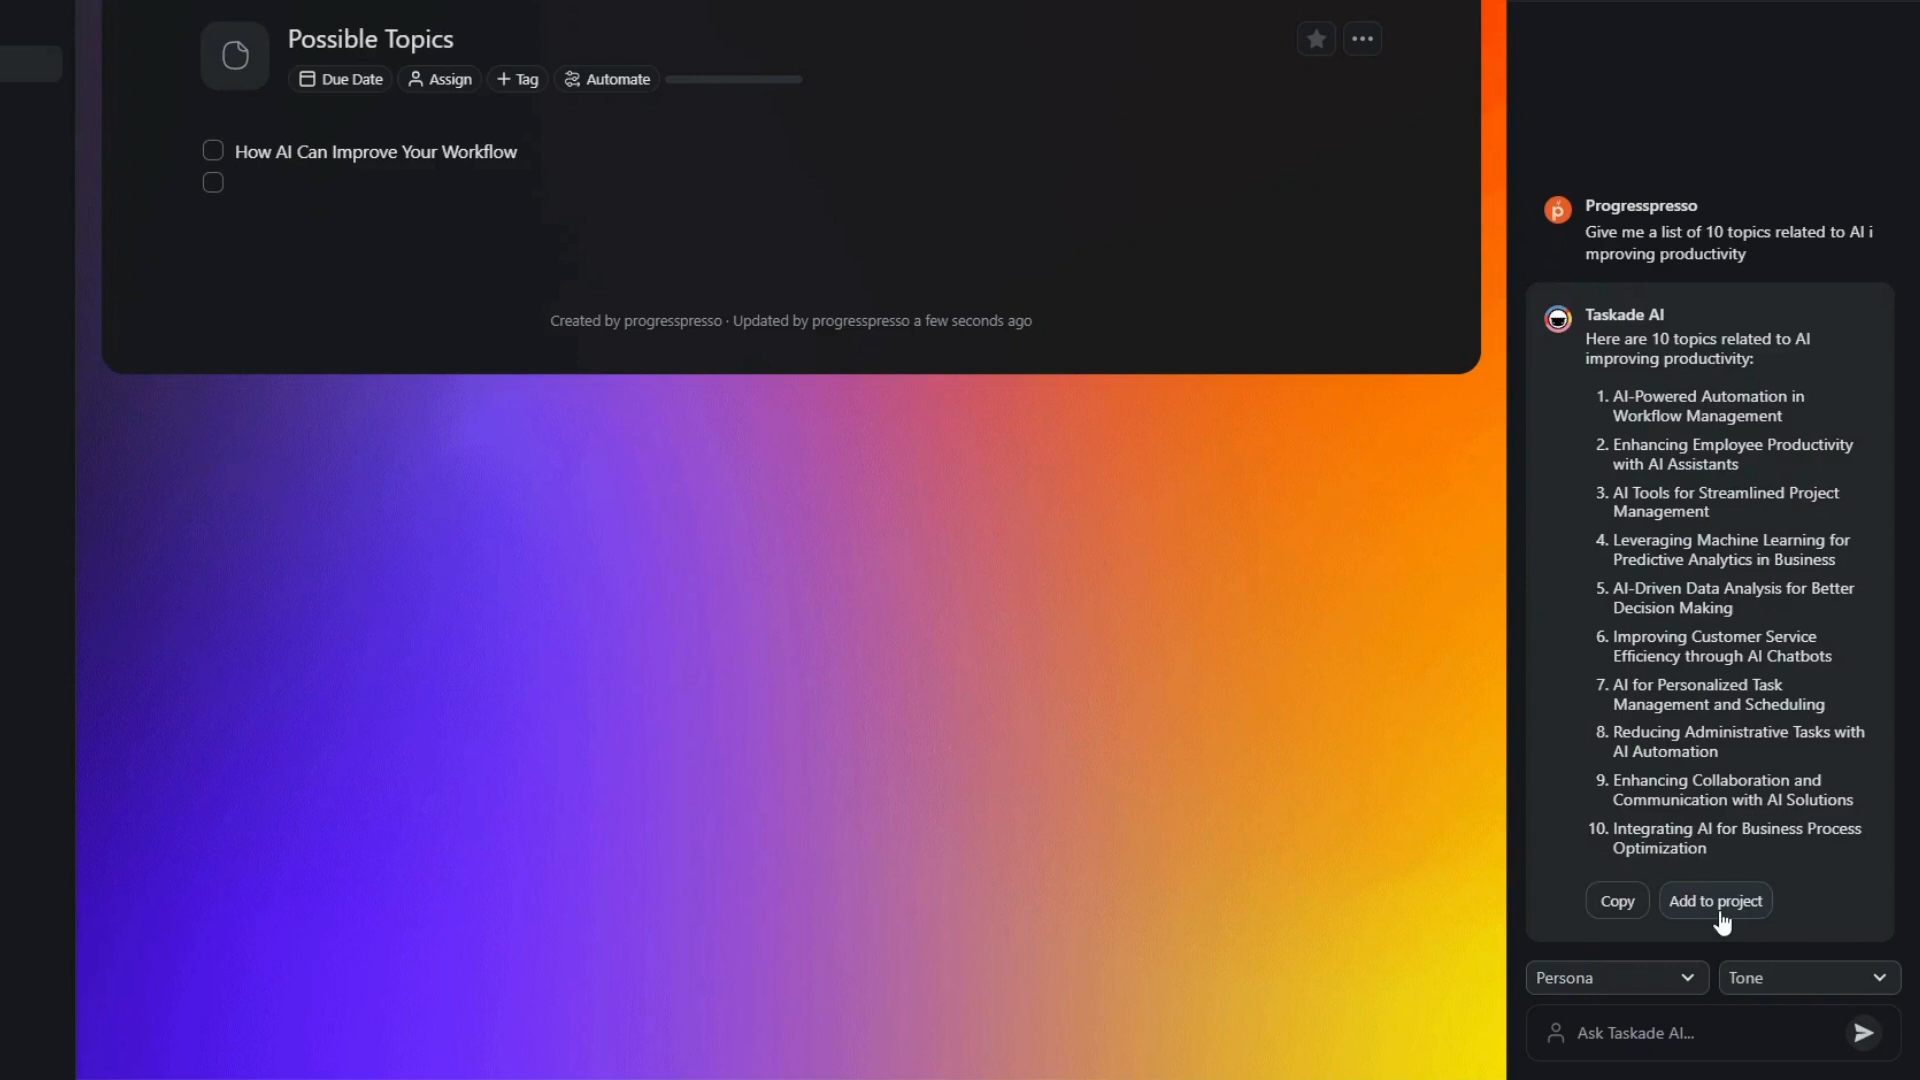 Possible Topics
Due Date
Assign
Tag
Automate
How AI Can Improve Your Workflow
Created by progresspresso · Updated by progresspresso a few seconds ago
Progresspresso
Give me a list of 10 topics related to AI i
mproving productivity
Taskade AI
Here are 10 topics related to AI
improving productivity:
1. AI-Powered Automation in
Workflow Management
2. Enhancing Employee Productivity
with AI Assistants
3. AI Tools for Streamlined Project
Management
4. Leveraging Machine Learning for
Predictive Analytics in Business
5. AI-Driven Data Analysis for Better
Decision Making
6. Improving Customer Service
Efficiency through AI Chatbots
7. AI for Personalized Task
Management and Scheduling
8. Reducing Administrative Tasks with
AI Automation
9. Enhancing Collaboration and
Communication with AI Solutions
10. Integrating AI for Business Process
Optimization
Copy
Add to project
Persona
Tone
Ask Taskade AI...